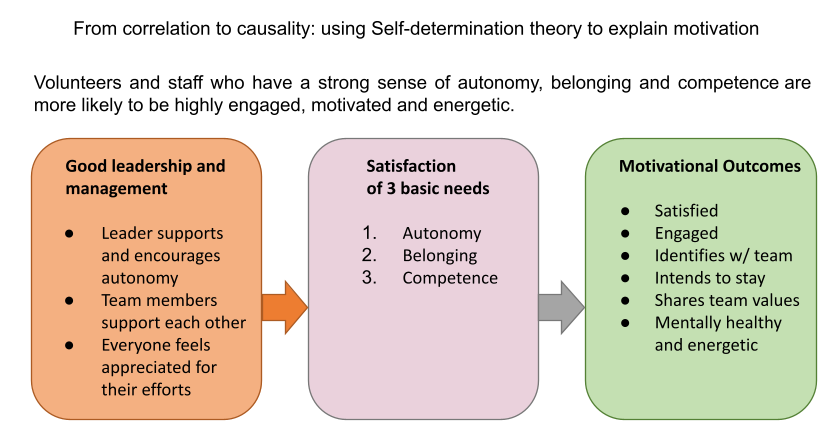 From correlation to causality: using Self-determination theory to explain motivation
Volunteers and staff who have a strong sense of autonomy, belonging and competence are
more likely to be highly engaged, motivated and energetic.
Good leadership and
management
● Leader supports
and encourages
autonomy
● Team members
support each other
● Everyone feels
appreciated for
their efforts
Satisfaction
of 3 basic needs
1. Autonomy
2. Belonging
3. Competence
Motivational Outcomes
● Satisfied
● Engaged
● Identifies w/ team
● Intends to stay
● Shares team values
● Mentally healthy
and energetic